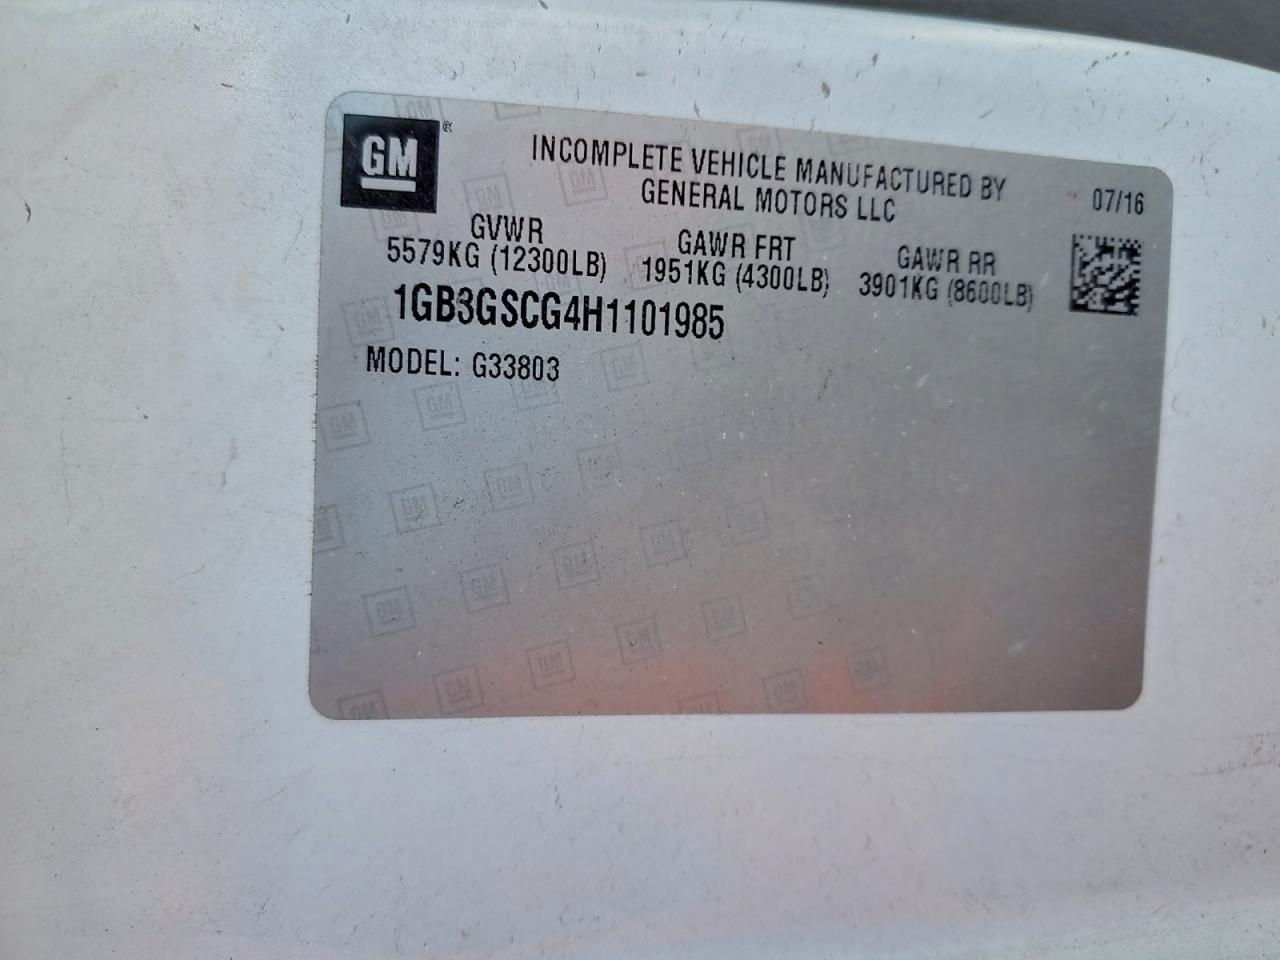 GM®
INCOMPLETE VEHICLE MANUFACTURED BY
GENERAL MOTORS LLC
07/16
GVWR GAWR FRT GAWR RR
5579KG (12300LB) 1951KG (4300LB) 3901KG (8600LB)
1GB3GSCG4H1101985
MODEL: G33803